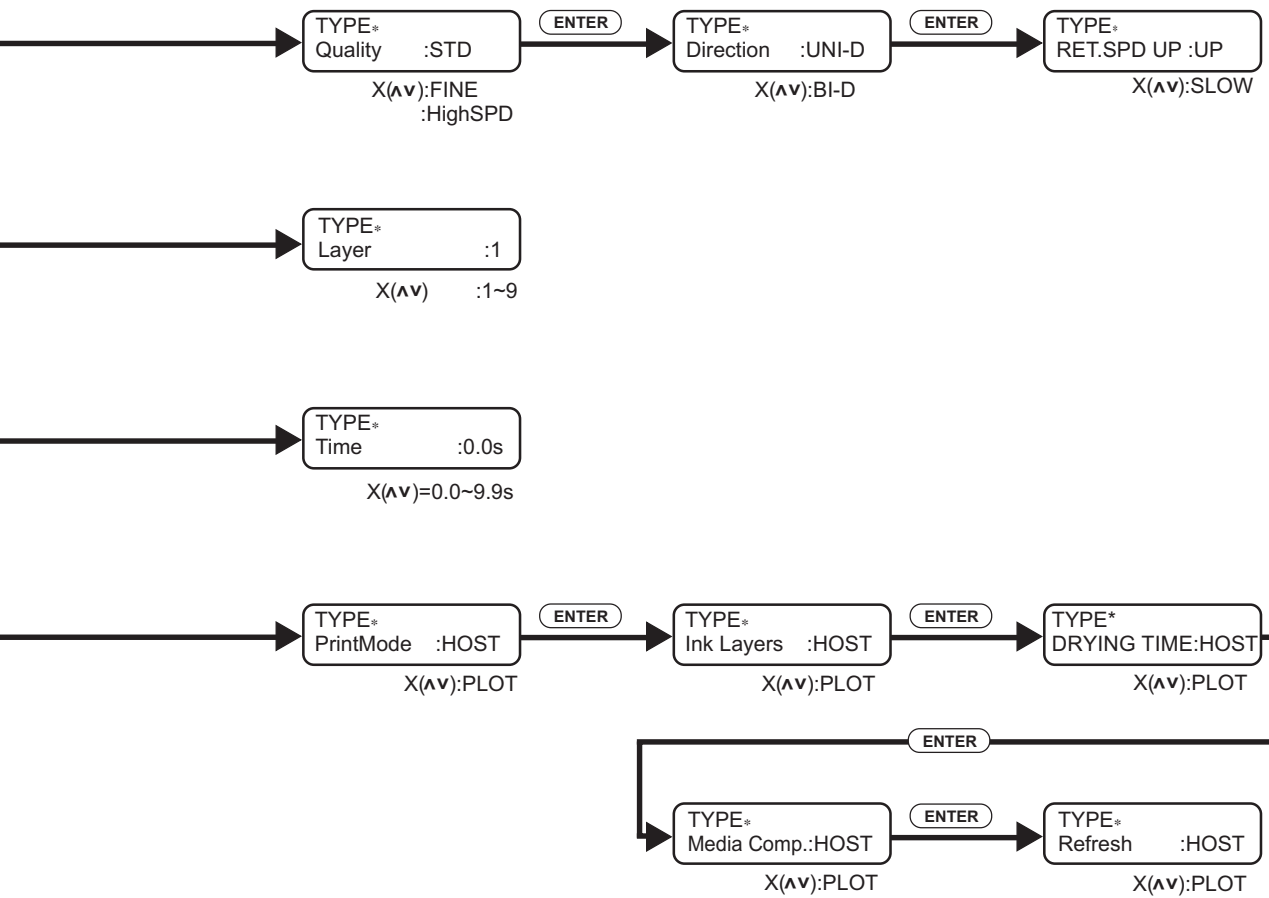 TYPE*
Quality :STD
ENTER
TYPE*
Direction :UNI-D
ENTER
TYPE*
RET.SPD UP :UP
X(∧∨):FINE
:HighSPD
X(∧∨):BI-D
X(∧∨):SLOW
TYPE*
Layer :1
X(∧∨) :1~9
TYPE*
Time :0.0s
X(∧∨)=0.0~9.9s
TYPE*
PrintMode :HOST
ENTER
TYPE*
Ink Layers :HOST
ENTER
TYPE*
DRYING TIME:HOST
X(∧∨):PLOT
X(∧∨):PLOT
X(∧∨):PLOT
ENTER
TYPE*
Media Comp.:HOST
ENTER
TYPE*
Refresh :HOST
X(∧∨):PLOT
X(∧∨):PLOT